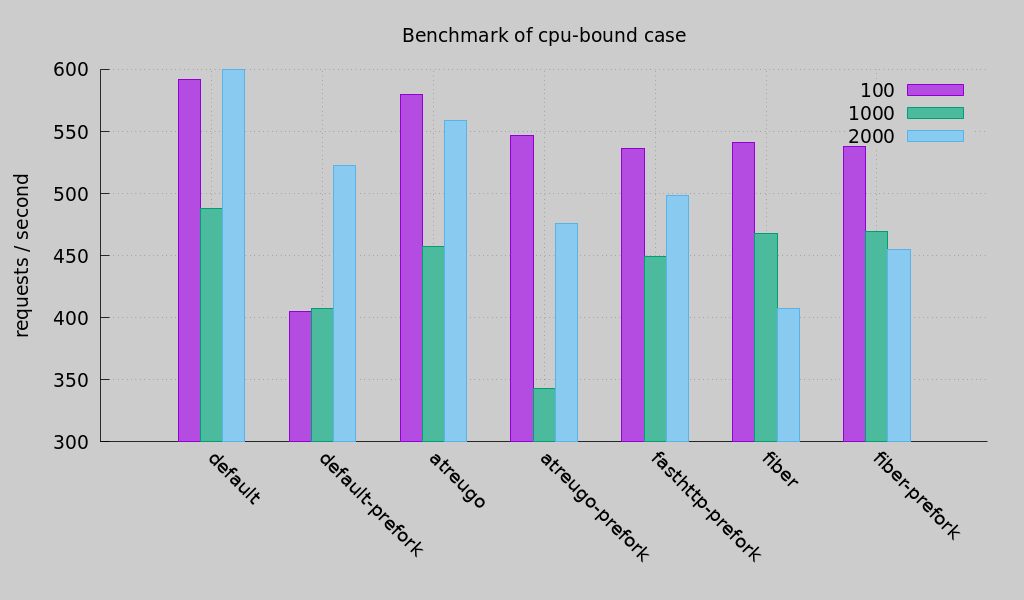 Benchmark of cpu-bound case
requests / second
600
550
500
450
400
350
300
100
1000
2000
default
default-prefork
atreugo
atreugo-prefork
fasthttp-prefork
fiber
fiber-prefork